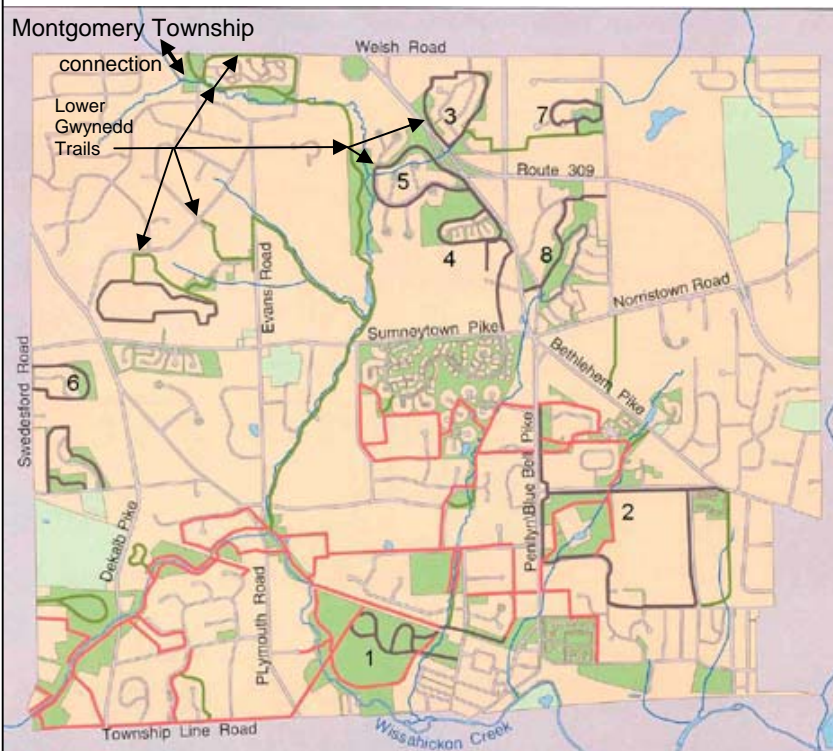 Montgomery Township
connection
Welsh Road
Lower
Gwynedd
Trails
3
7
5
Route 309
4
8
Evans Road
Norristown Road
Sumneytown Pike
Bethlehem Pike
Swedesford Road
6
Penllyn Blue Bell Pike
2
Dekalb Pike
PLymouth Road
1
Township Line Road
Wissahickon Creek